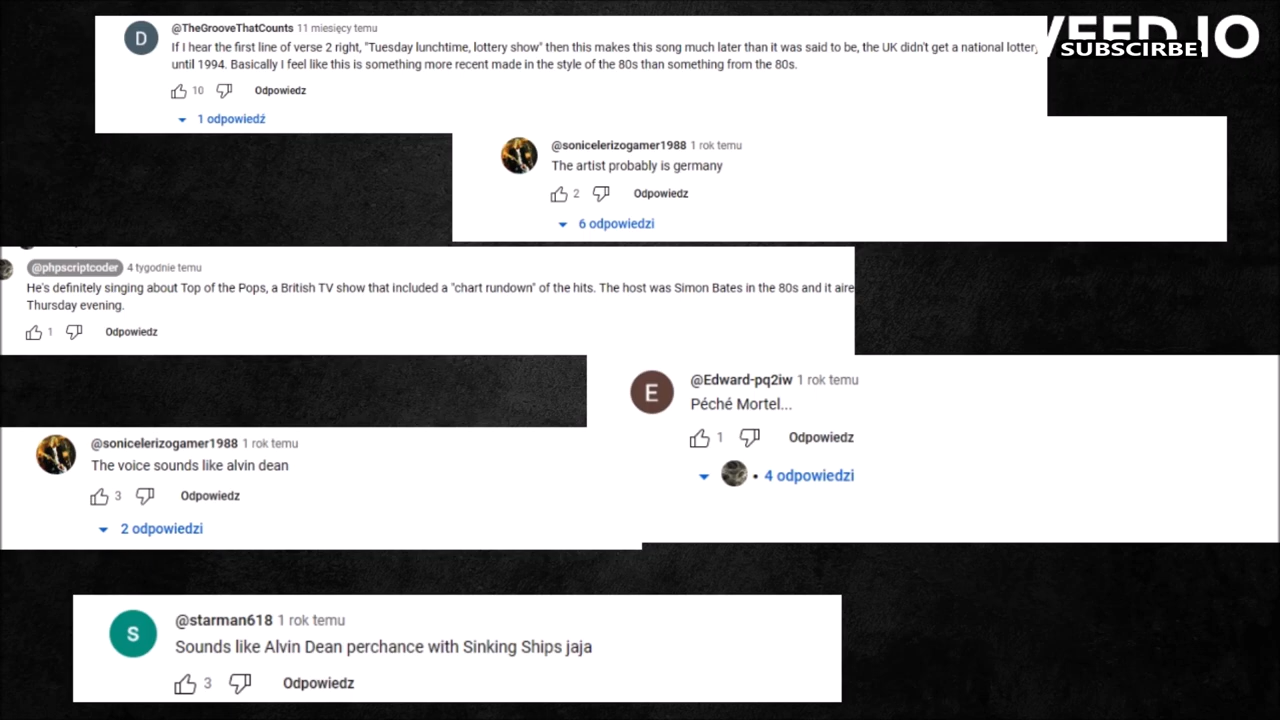 @TheGrooveThatCounts 11 miesięcy temu
D
If I hear the first line of verse 2 right, "Tuesday lunchtime, lottery show" then this makes this song much later than it was said to be, the UK didn't get a national lottery,
until 1994. Basically I feel like this is something more recent made in the style of the 80s than something from the 80s.
10 Odpowiedz
1 odpowiedź
VEED.IO
SUBSCIRBE!
@sonicelerizogamer1988 1 rok temu
The artist probably is germany
2 Odpowiedz
6 odpowiedzi
@phpscriptcoder 4 tygodnie temu
He's definitely singing about Top of the Pops, a British TV show that included a "chart rundown" of the hits. The host was Simon Bates in the 80s and it aire
Thursday evening.
1 Odpowiedz
@Edward-pq2iw 1 rok temu
E
Péché Mortel...
1 Odpowiedz
• 4 odpowiedzi
@sonicelerizogamer1988 1 rok temu
The voice sounds like alvin dean
3 Odpowiedz
2 odpowiedzi
@starman618 1 rok temu
S
Sounds like Alvin Dean perchance with Sinking Ships jaja
3 Odpowiedz